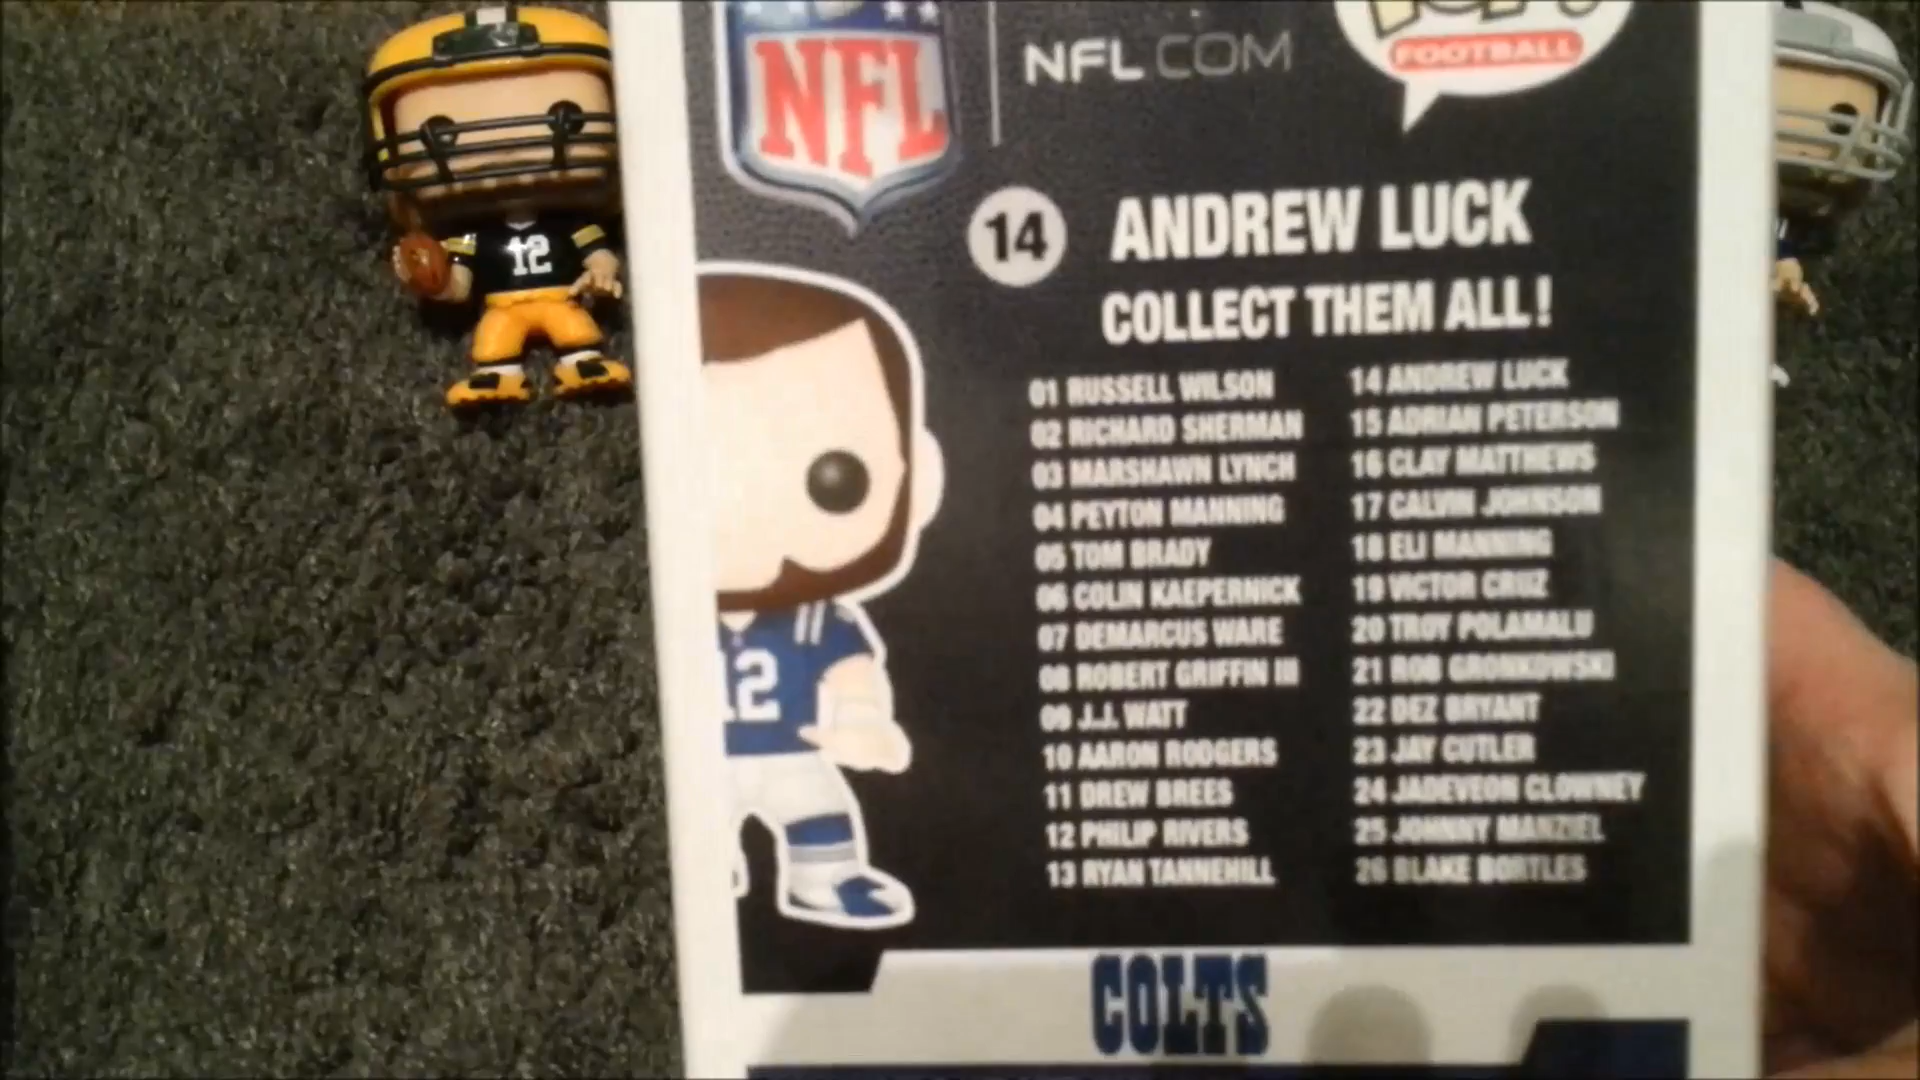 NFL
NFL.COM
POP!
FOOTBALL
14 ANDREW LUCK
COLLECT THEM ALL!
01 RUSSELL WILSON
02 RICHARD SHERMAN
03 MARSHAWN LYNCH
04 PEYTON MANNING
05 TOM BRADY
06 COLIN KAEPERNICK
07 DEMARCUS WARE
08 ROBERT GRIFFIN III
09 J.J. WATT
10 AARON RODGERS
11 DREW BREES
12 PHILIP RIVERS
13 RYAN TANNEHILL
14 ANDREW LUCK
15 ADRIAN PETERSON
16 CLAY MATTHEWS
17 CALVIN JOHNSON
18 ELI MANNING
19 VICTOR CRUZ
20 TROY POLAMALU
21 ROB GRONKOWSKI
22 DEZ BRYANT
23 JAY CUTLER
24 JADEVEON CLOWNEY
25 JOHNNY MANZIEL
26 BLAKE BORTLES
12
12
COLTS